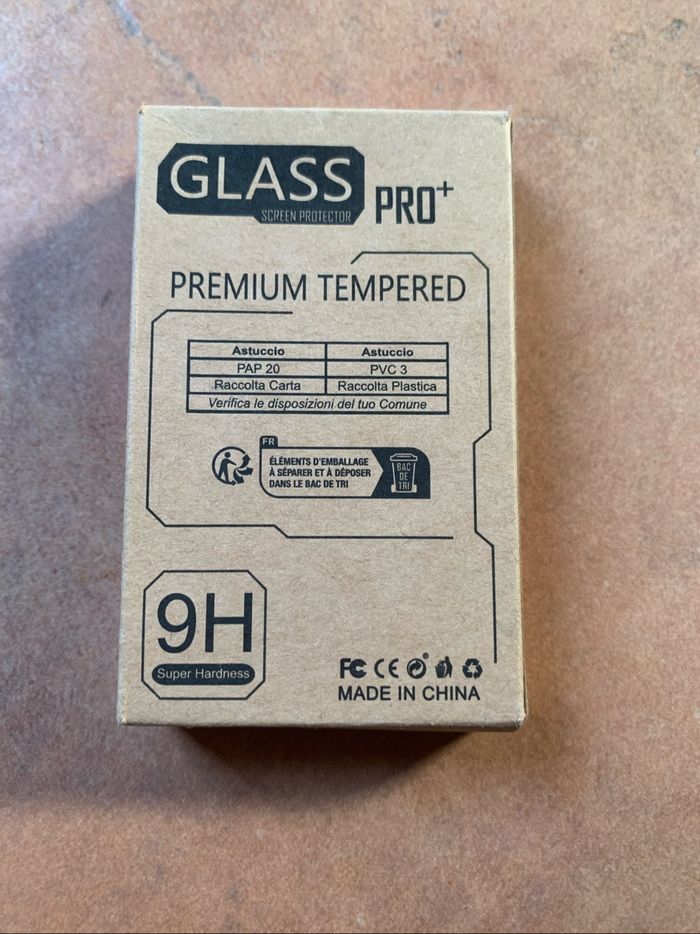 GLASS
SCREEN PROTECTOR
PRO+
PREMIUM TEMPERED
Astuccio Astuccio
PAP 20 PVC 3
Raccolta Carta Raccolta Plastica
Verifica le disposizioni del tuo Comune
FR
ÉLÉMENTS D'EMBALLAGE
À SÉPARER ET À DÉPOSER
DANS LE BAC DE TRI
BAC
DE
TRI
9H
Super Hardness
FC CE
MADE IN CHINA